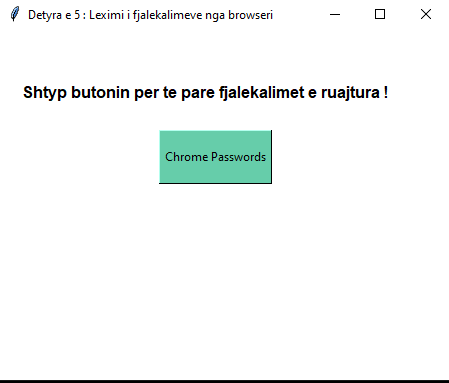 Detyra e 5 : Leximi i fjalekalimeve nga browseri
Shtyp butonin per te pare fjalekalimet e ruajtura !
Chrome Passwords